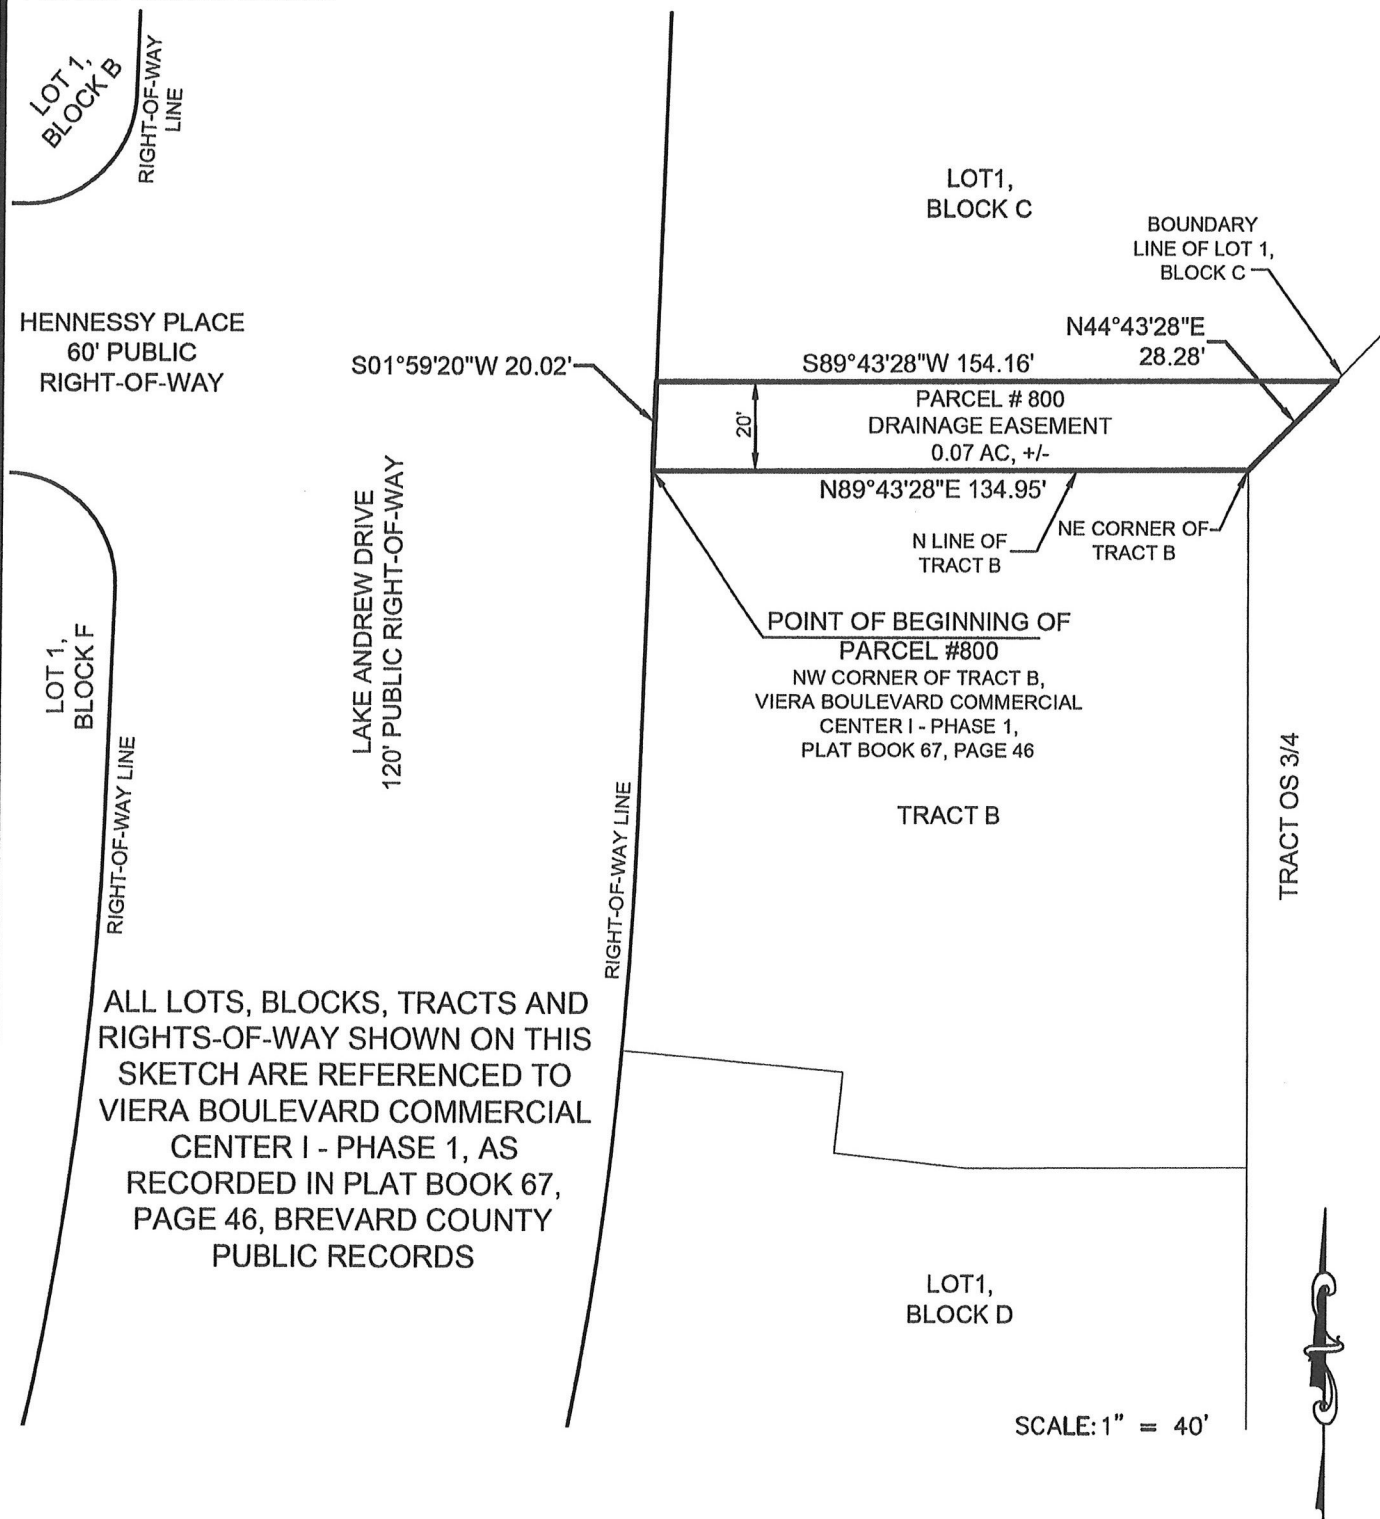 LOT 1,
BLOCK B
RIGHT-OF-WAY
LINE
LOT1,
BLOCK C
BOUNDARY
LINE OF LOT 1,
BLOCK C
HENNESSY PLACE
60' PUBLIC
RIGHT-OF-WAY
S01°59'20"W 20.02'
S89°43'28"W 154.16'
N44°43'28"E
28.28'
20'
PARCEL # 800
DRAINAGE EASEMENT
0.07 AC, +/-
N89°43'28"E 134.95'
N LINE OF
TRACT B
NE CORNER OF
TRACT B
LAKE ANDREW DRIVE
120' PUBLIC RIGHT-OF-WAY
POINT OF BEGINNING OF
PARCEL #800
NW CORNER OF TRACT B,
VIERA BOULEVARD COMMERCIAL
CENTER I - PHASE 1,
PLAT BOOK 67, PAGE 46
LOT 1,
BLOCK F
RIGHT-OF-WAY LINE
RIGHT-OF-WAY LINE
TRACT B
TRACT OS 3/4
ALL LOTS, BLOCKS, TRACTS AND
RIGHTS-OF-WAY SHOWN ON THIS
SKETCH ARE REFERENCED TO
VIERA BOULEVARD COMMERCIAL
CENTER I - PHASE 1, AS
RECORDED IN PLAT BOOK 67,
PAGE 46, BREVARD COUNTY
PUBLIC RECORDS
LOT1,
BLOCK D
SCALE: 1" = 40'